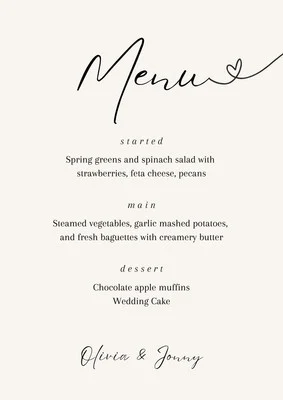 Menu
started
Spring greens and spinach salad with
strawberries, feta cheese, pecans
main
Steamed vegetables, garlic mashed potatoes,
and fresh baguettes with creamery butter
dessert
Chocolate apple muffins
Wedding Cake
Olivia & Jonny